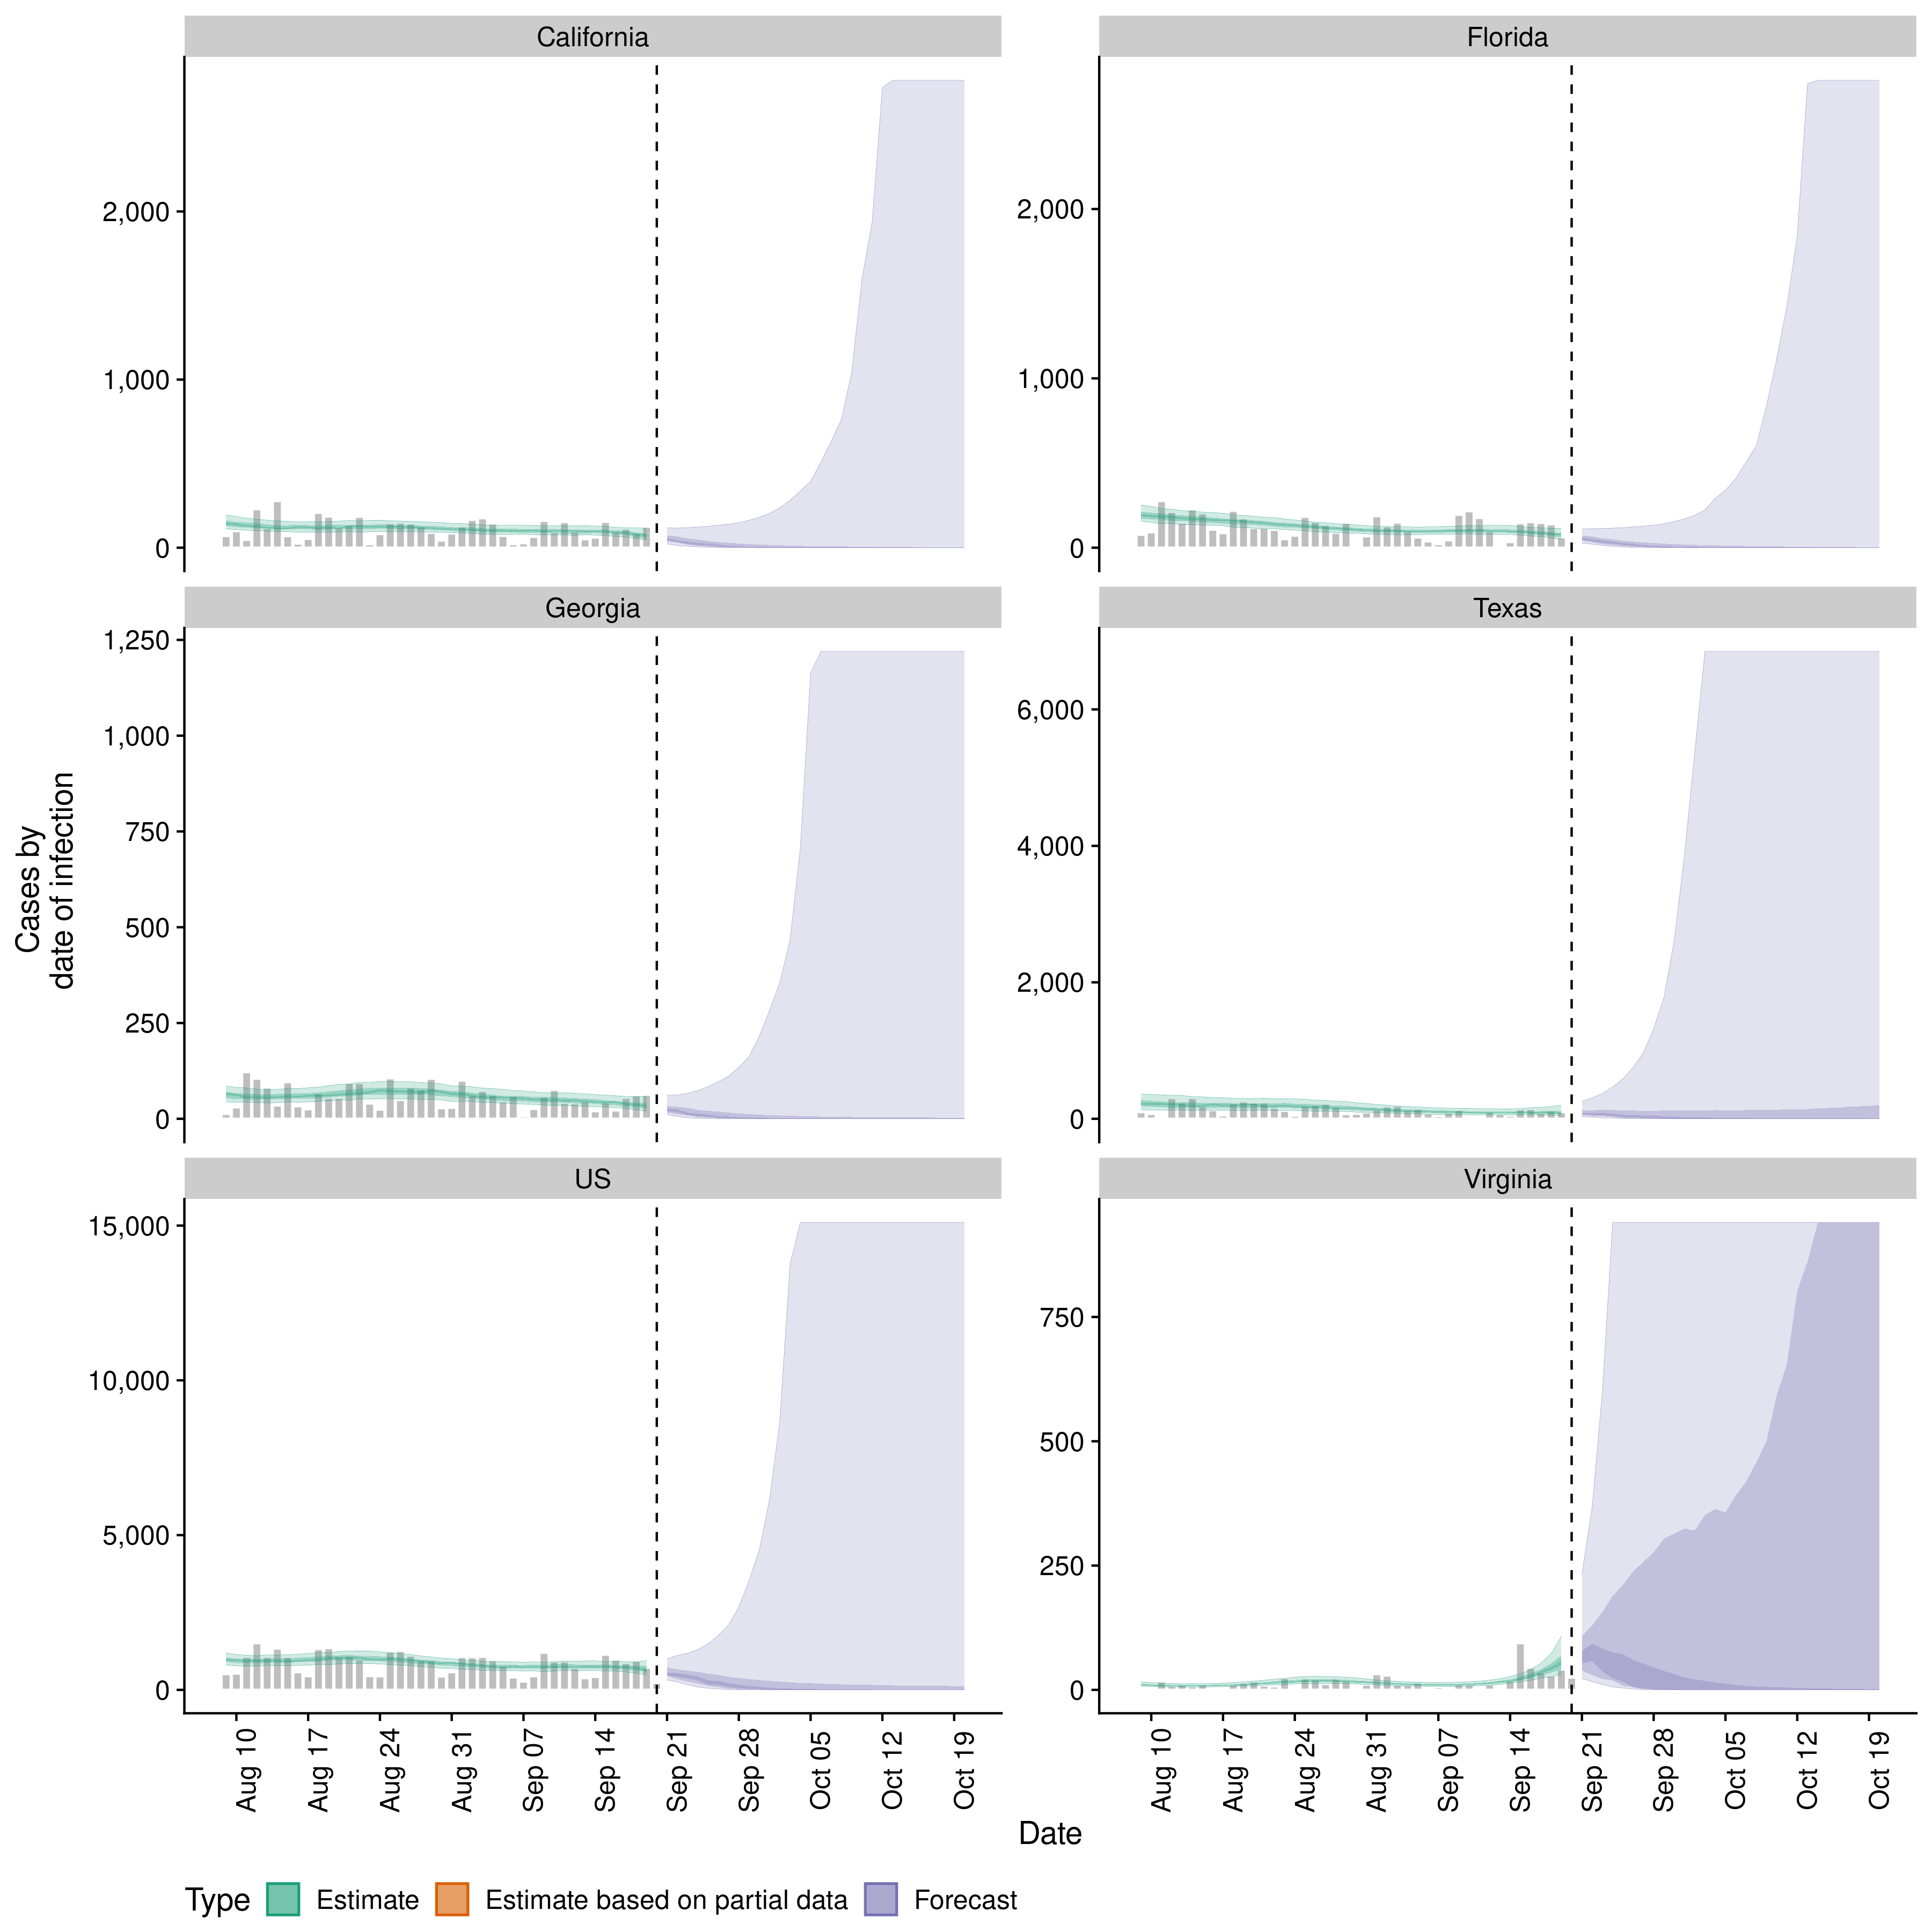 California
Florida
2,000
1,000
0
2,000
1,000
0
Georgia
Texas
1,250
1,000
750
500
250
0
6,000
4,000
2,000
0
Cases by
date of infection
US
Virginia
15,000
10,000
5,000
0
750
500
250
0
Aug 10
Aug 17
Aug 24
Aug 31
Sep 07
Sep 14
Sep 21
Sep 28
Oct 05
Oct 12
Oct 19
Aug 10
Aug 17
Aug 24
Aug 31
Sep 07
Sep 14
Sep 21
Sep 28
Oct 05
Oct 12
Oct 19
Date
Type Estimate Estimate based on partial data Forecast